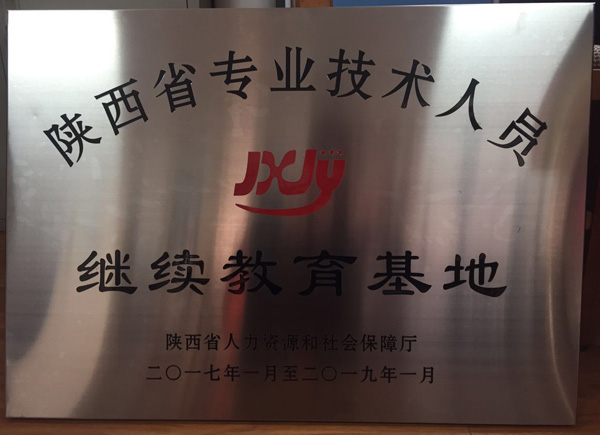 陕西省专业技术人员
JXJy
继续教育基地
陕西省人力资源和社会保障厅
二〇一七年一月至二〇一九年一月